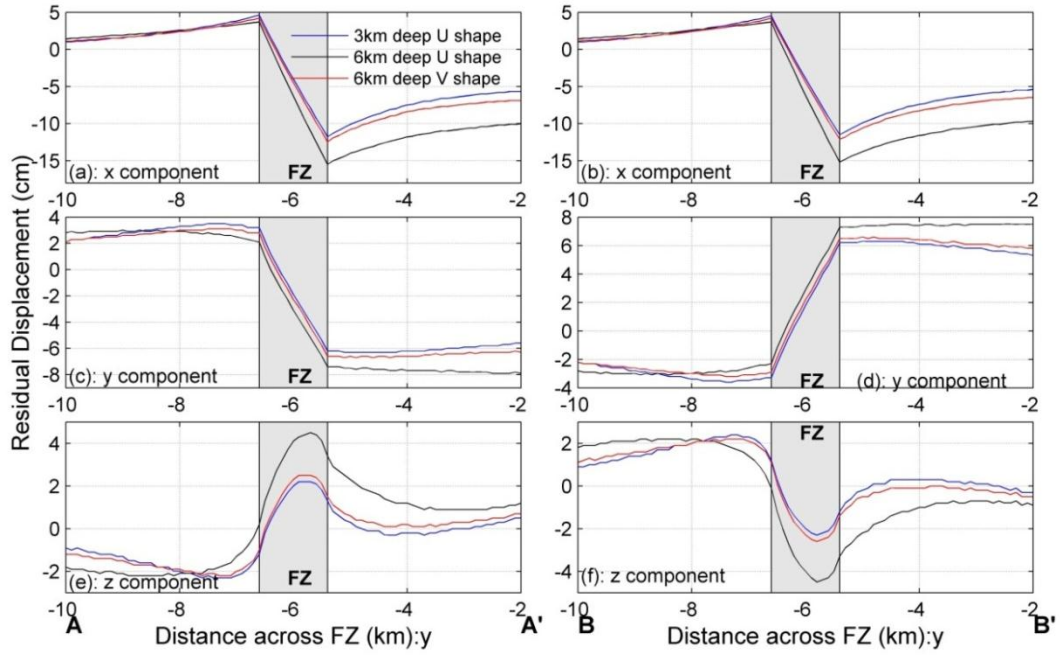 Residual Displacement (cm)
5
0
-5
-10
-15
3km deep U shape
6km deep U shape
6km deep V shape
(a): x component
FZ
-10 -8 -6 -4 -2
5
0
-5
-10
-15
(b): x component
FZ
-10 -8 -6 -4 -2
4
2
0
-2
-4
-6
-8
(c): y component
FZ
-10 -8 -6 -4 -2
8
6
4
2
0
-2
-4
FZ
(d): y component
-10 -8 -6 -4 -2
4
2
0
-2
(e): z component
FZ
-10 -8 -6 -4 -2
A Distance across FZ (km):y A'
2
0
-2
-4
FZ
(f): z component
-10 -8 -6 -4 -2
B Distance across FZ (km):y B'